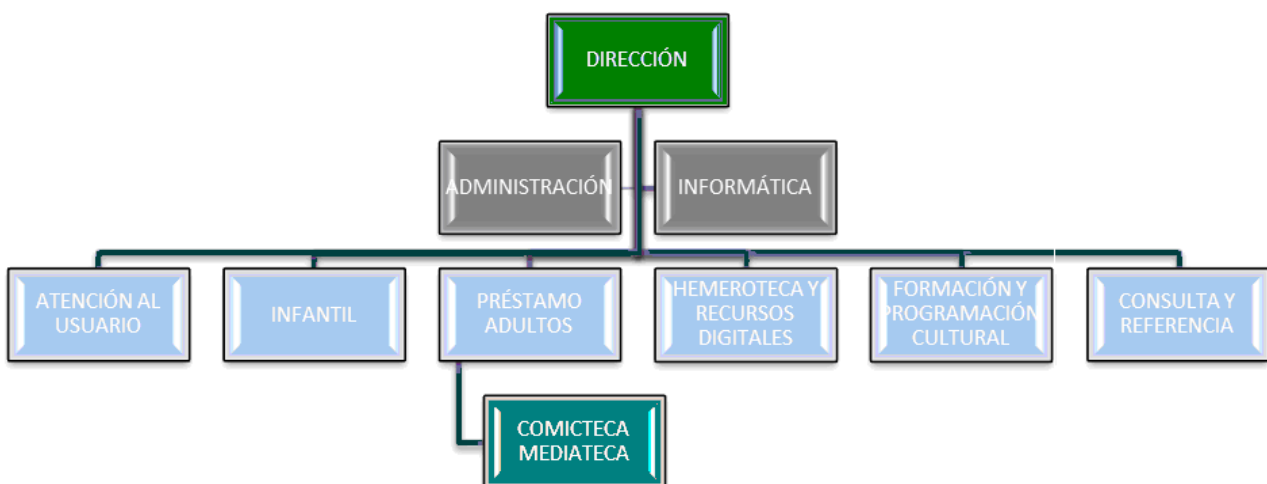 DIRECCIÓN
ADMINISTRACIÓN
INFORMÁTICA
ATENCIÓN AL
USUARIO
INFANTIL
PRÉSTAMO
ADULTOS
HEMEROTECA Y
RECURSOS
DIGITALES
FORMACIÓN Y
PROGRAMACIÓN
CULTURAL
CONSULTA Y
REFERENCIA
COMICTECA
MEDIATECA